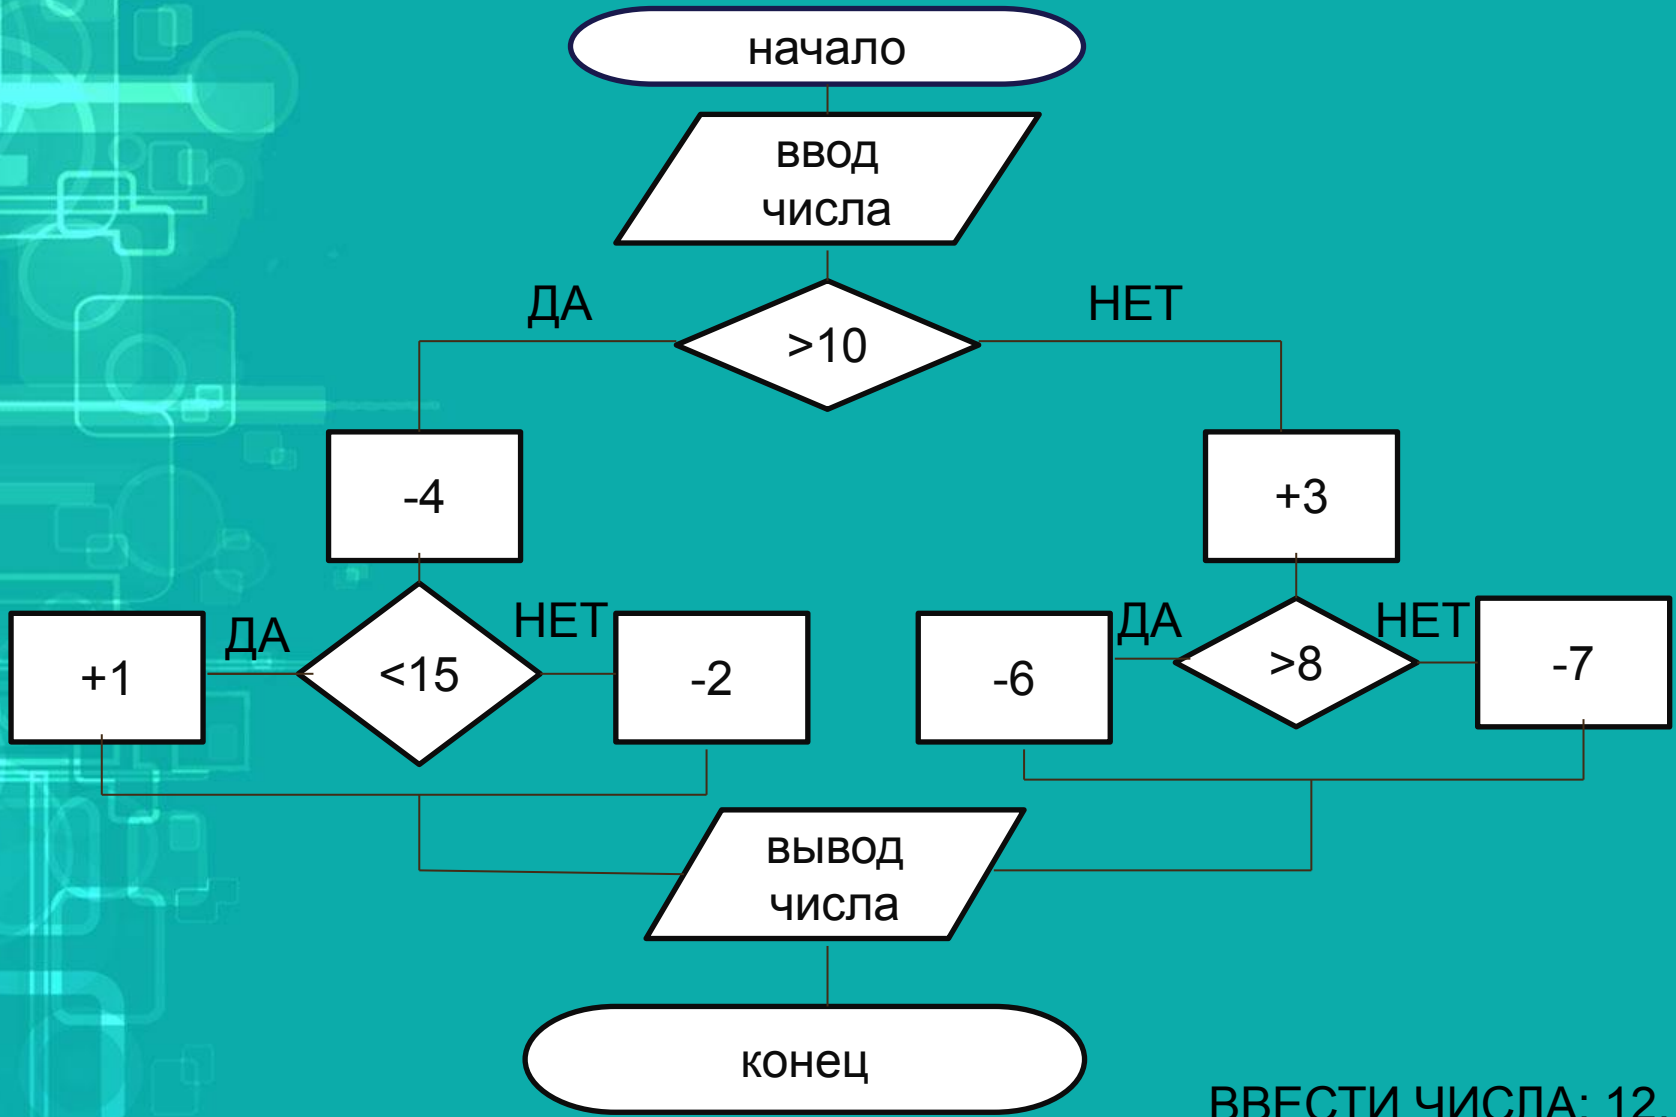 начало
ввод
числа
ДА
НЕТ
>10
-4
+3
ДА
НЕТ
ДА
НЕТ
+1
<15
-2
-6
>8
-7
вывод
числа
конец
ВВЕСТИ ЧИСЛА: 12,